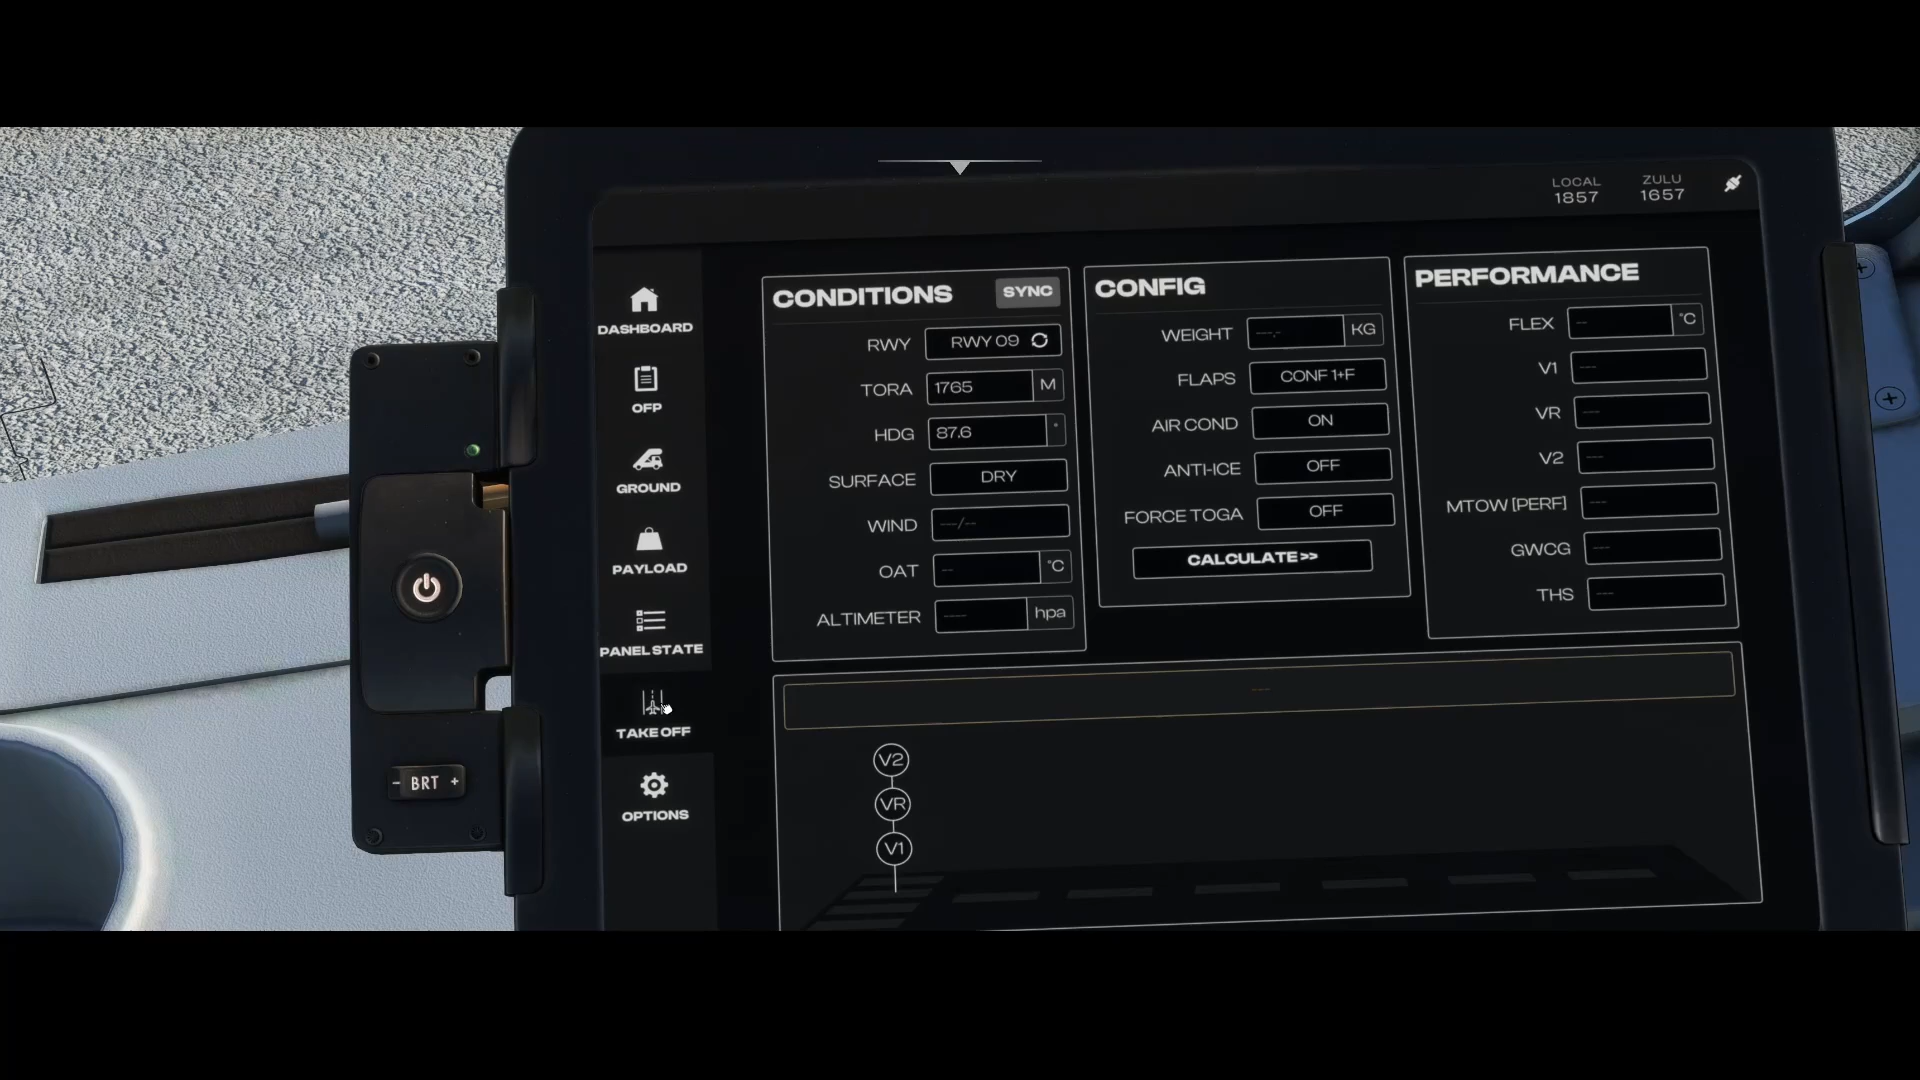 LOCAL ZULU
1857 1657
DASHBOARD
OFP
GROUND
PAYLOAD
PANEL STATE
TAKE OFF
OPTIONS
- BRT +
CONDITIONS SYNC
RWY RWY 09
TORA 1765 M
HDG 87.6 °
SURFACE DRY
WIND ---/--
OAT -- °C
ALTIMETER ---- hpa
CONFIG
WEIGHT ---.- KG
FLAPS CONF 1+F
AIR COND ON
ANTI-ICE OFF
FORCE TOGA OFF
CALCULATE >>
PERFORMANCE
FLEX -- °C
V1 ---
VR ---
V2 ---
MTOW [PERF] ---
GWCG ---
THS ---
---
V2
VR
V1